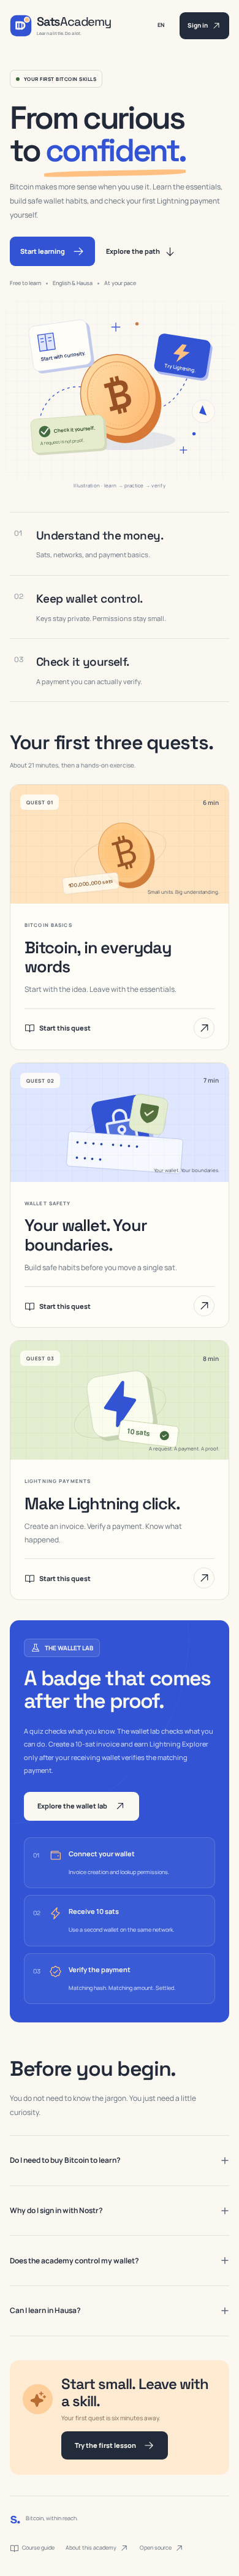 SatsAcademy
Learn a little. Do a lot.
EN
Sign in
YOUR FIRST BITCOIN SKILLS
From curious
to confident.
Bitcoin makes more sense when you use it. Learn the essentials,
build safe wallet habits, and check your first Lightning payment
yourself.
Start learning
Explore the path
Free to learn • English & Hausa • At your pace
Start with curiosity
Try Lightning
Check it yourself.
A request is not proof.
Illustration: learn → practice → verify
01
Understand the money.
Sats, networks, and payment basics.
02
Keep wallet control.
Keys stay private. Permissions stay small.
03
Check it yourself.
A payment you can actually verify.
Your first three quests.
About 21 minutes, then a hands-on exercise.
QUEST 01
6 min
100,000,000 sats
Small units. Big understanding.
BITCOIN BASICS
Bitcoin, in everyday
words
Start with the idea. Leave with the essentials.
Start this quest
QUEST 02
7 min
Your wallet. Your boundaries.
WALLET SAFETY
Your wallet. Your
boundaries.
Build safe habits before you move a single sat.
Start this quest
QUEST 03
8 min
10 sats
A request. A payment. A proof.
LIGHTNING PAYMENTS
Make Lightning click.
Create an invoice. Verify a payment. Know what
happened.
Start this quest
THE WALLET LAB
A badge that comes
after the proof.
A quiz checks what you know. The wallet lab checks what you
can do. Create a 10-sat invoice and earn Lightning Explorer
only after your receiving wallet verifies the matching
payment.
Explore the wallet lab
01
Connect your wallet
Invoice creation and lookup permissions.
02
Receive 10 sats
Use a second wallet on the same network.
03
Verify the payment
Matching hash. Matching amount. Settled.
Before you begin.
You do not need to know the jargon. You just need a little
curiosity.
Do I need to buy Bitcoin to learn?
Why do I sign in with Nostr?
Does the academy control my wallet?
Can I learn in Hausa?
Start small. Leave with
a skill.
Your first quest is six minutes away.
Try the first lesson
S.
Bitcoin, within reach.
Course guide
About this academy
Open source